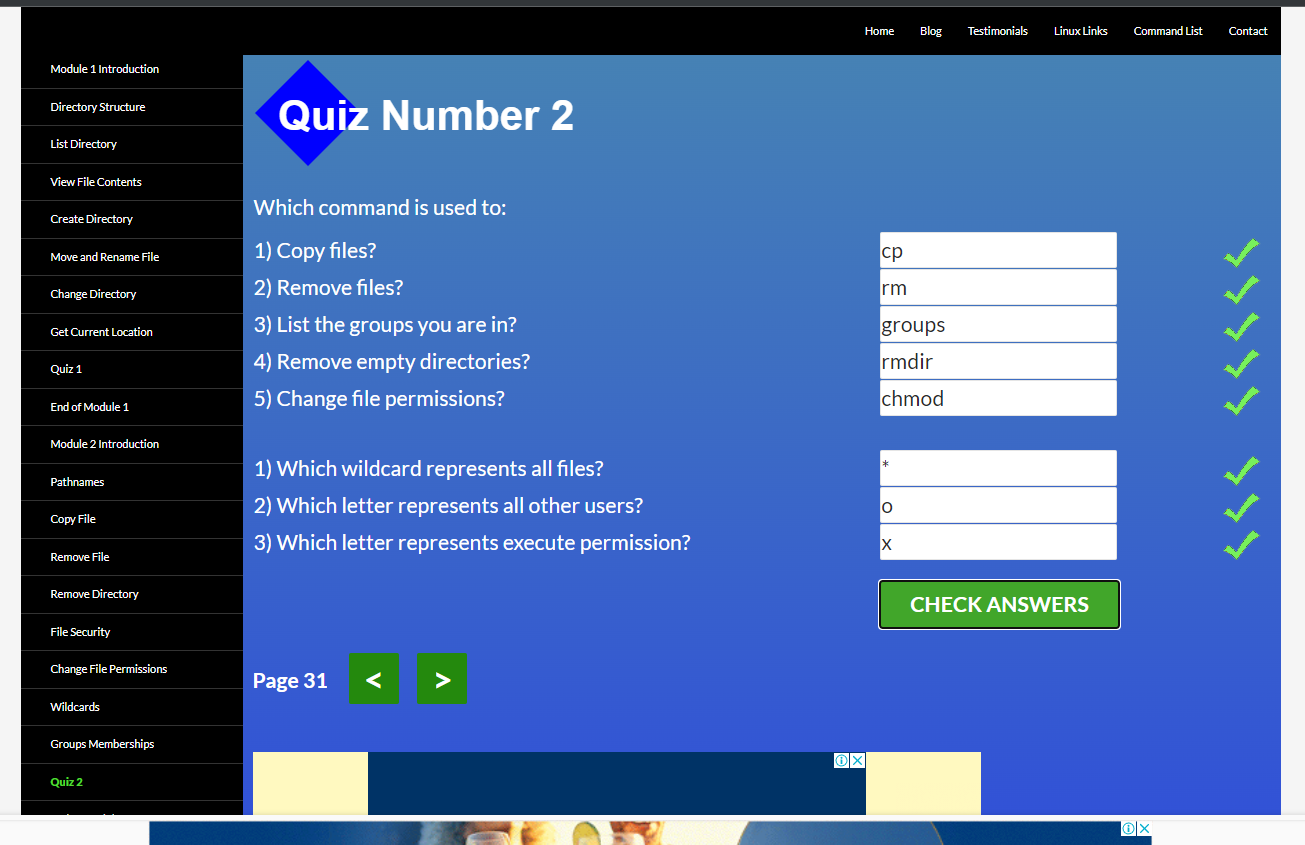 Home Blog Testimonials Linux Links Command List Contact
Module 1 Introduction
Directory Structure
List Directory
View File Contents
Create Directory
Move and Rename File
Change Directory
Get Current Location
Quiz 1
End of Module 1
Module 2 Introduction
Pathnames
Copy File
Remove File
Remove Directory
File Security
Change File Permissions
Wildcards
Groups Memberships
Quiz 2
Quiz Number 2
Which command is used to:
1) Copy files? cp
2) Remove files? rm
3) List the groups you are in? groups
4) Remove empty directories? rmdir
5) Change file permissions? chmod
1) Which wildcard represents all files? *
2) Which letter represents all other users? o
3) Which letter represents execute permission? x
CHECK ANSWERS
Page 31 < >